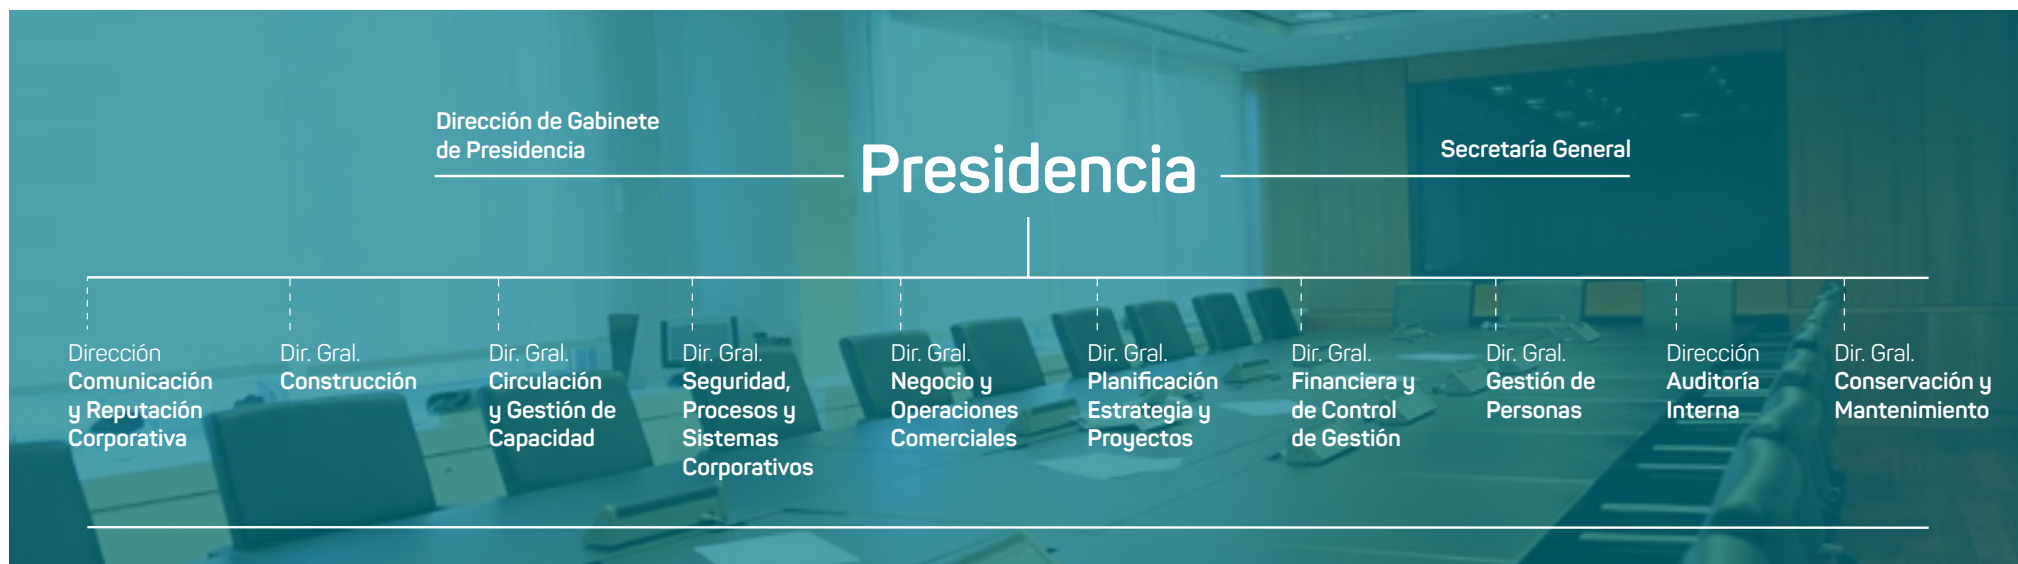 Dirección de Gabinete
de Presidencia
Presidencia
Secretaría General
Dirección
Comunicación
y Reputación
Corporativa
Dir. Gral.
Construcción
Dir. Gral.
Circulación
y Gestión de
Capacidad
Dir. Gral.
Seguridad,
Procesos y
Sistemas
Corporativos
Dir. Gral.
Negocio y
Operaciones
Comerciales
Dir. Gral.
Planificación
Estrategia y
Proyectos
Dir. Gral.
Financiera y
de Control
de Gestión
Dir. Gral.
Gestión de
Personas
Dirección
Auditoría
Interna
Dir. Gral.
Conservación y
Mantenimiento